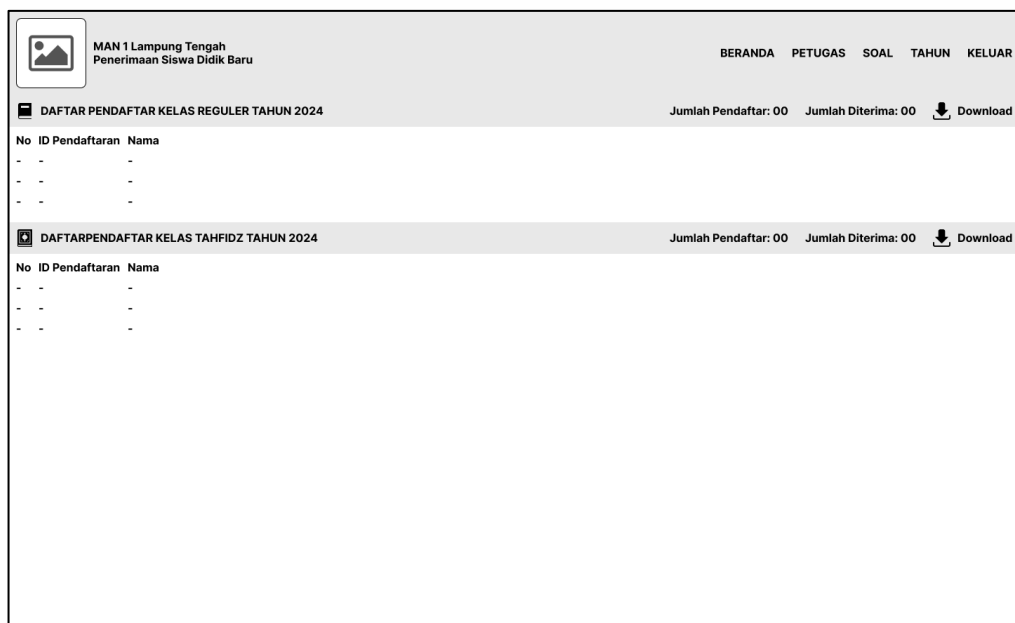 MAN 1 Lampung Tengah
Penerimaan Siswa Didik Baru
BERANDA PETUGAS SOAL TAHUN KELUAR
DAFTAR PENDAFTAR KELAS REGULER TAHUN 2024 Jumlah Pendaftar: 00 Jumlah Diterima: 00 Download
No ID Pendaftaran Nama
- - -
- - -
- - -
DAFTARPENDAFTAR KELAS TAHFIDZ TAHUN 2024 Jumlah Pendaftar: 00 Jumlah Diterima: 00 Download
No ID Pendaftaran Nama
- - -
- - -
- - -